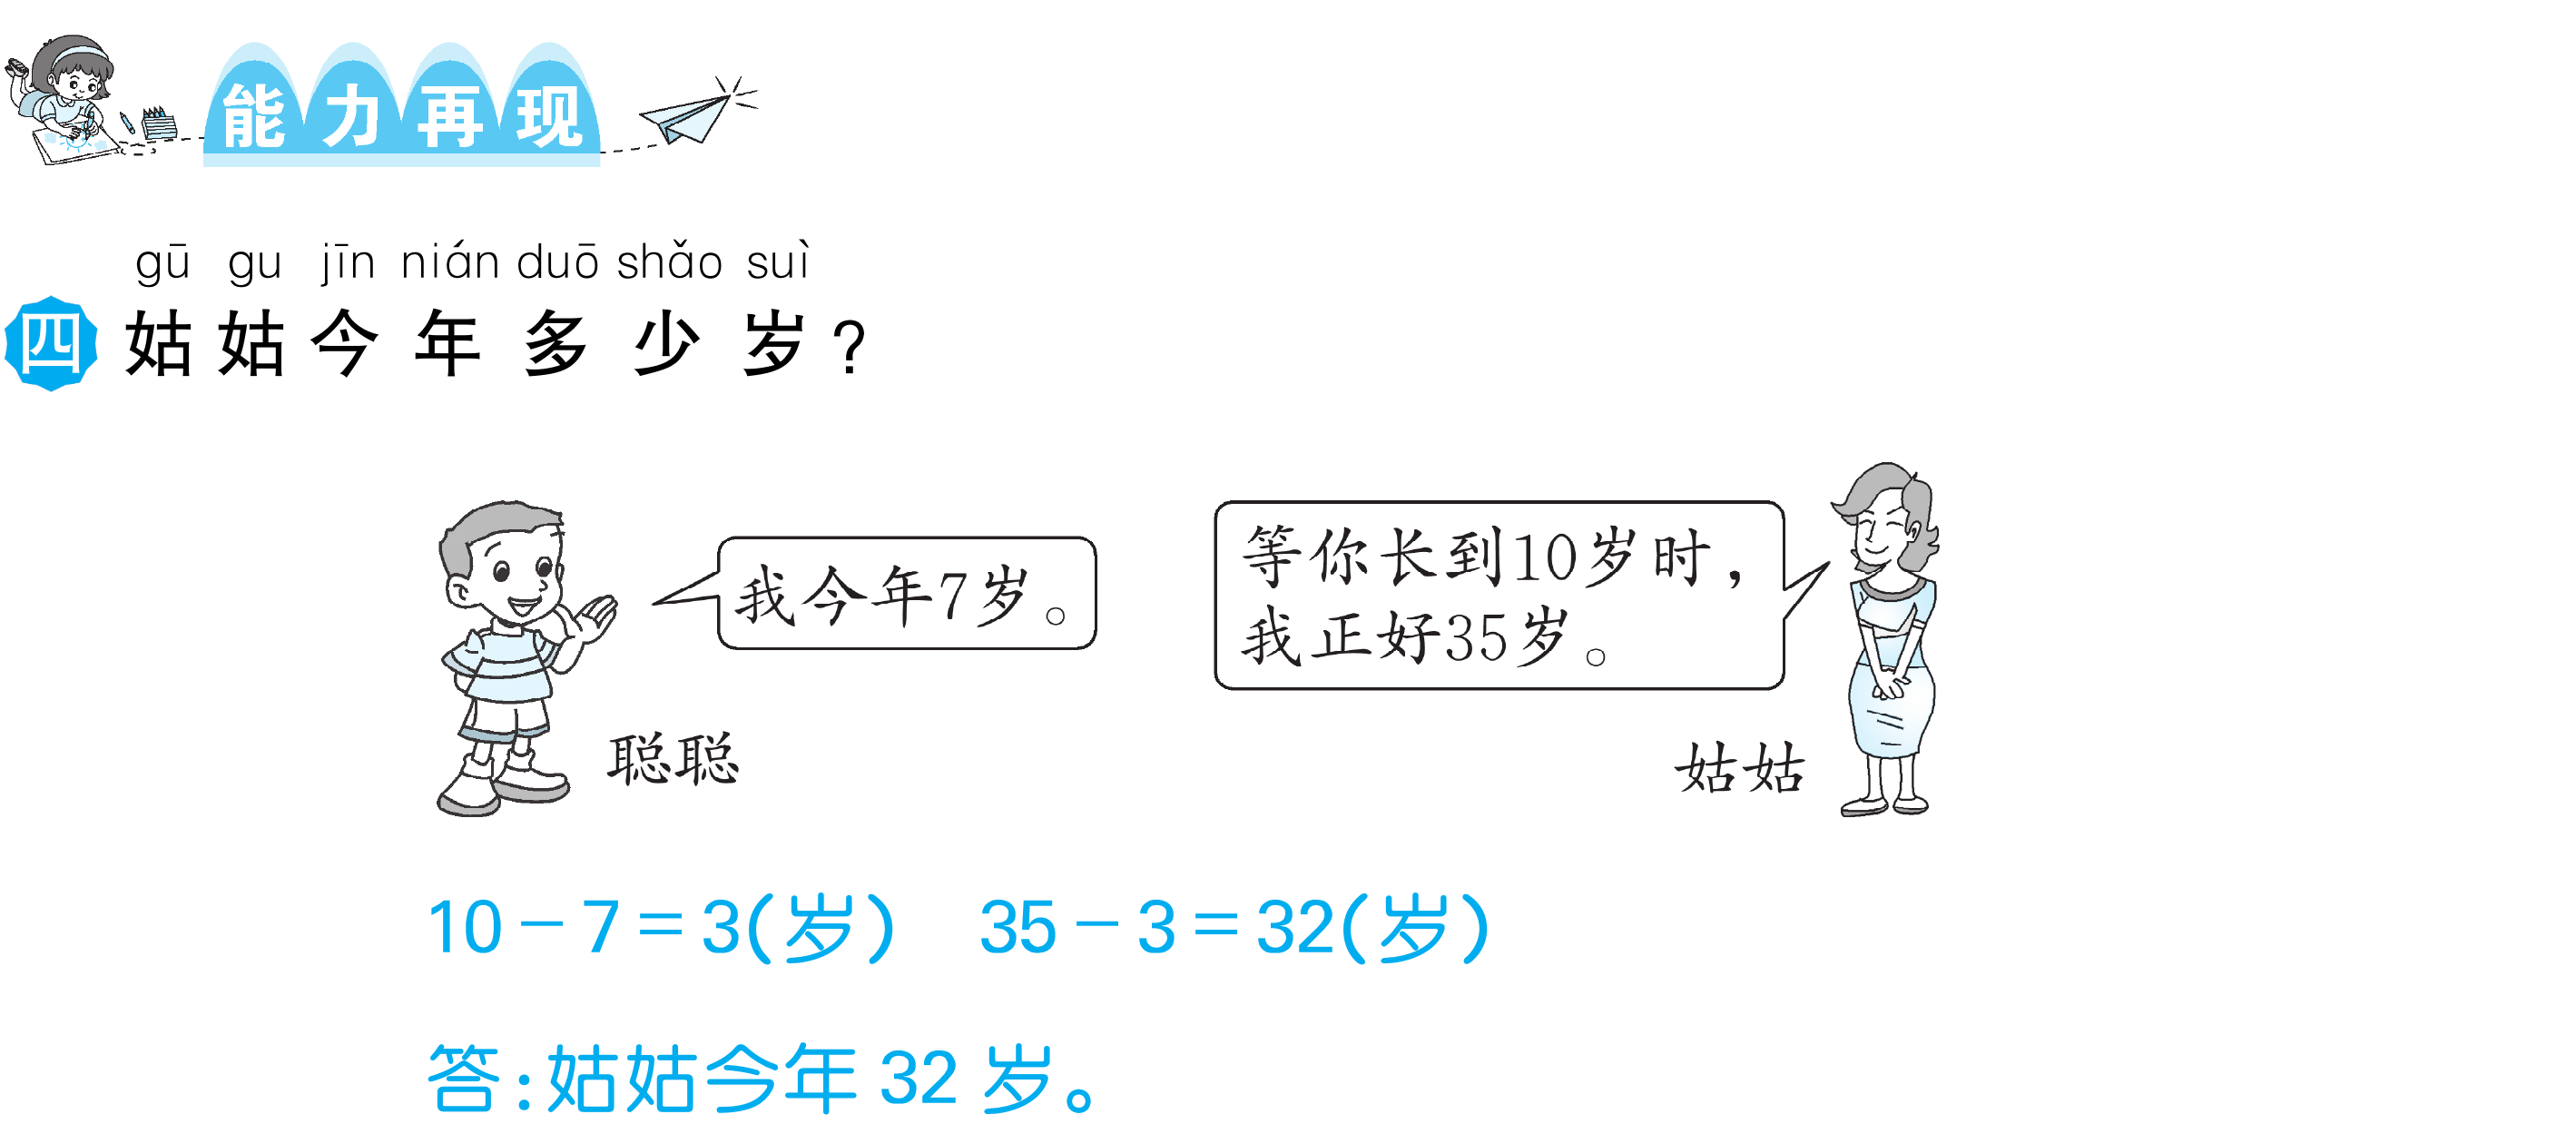 能力再现
gū gu jīn nián duō shǎo suì
四 姑姑今年多少岁?
我今年7岁。
等你长到10岁时,
我正好35岁。
聪聪
姑姑
10-7=3(岁) 35-3=32(岁)
答:姑姑今年 32 岁。